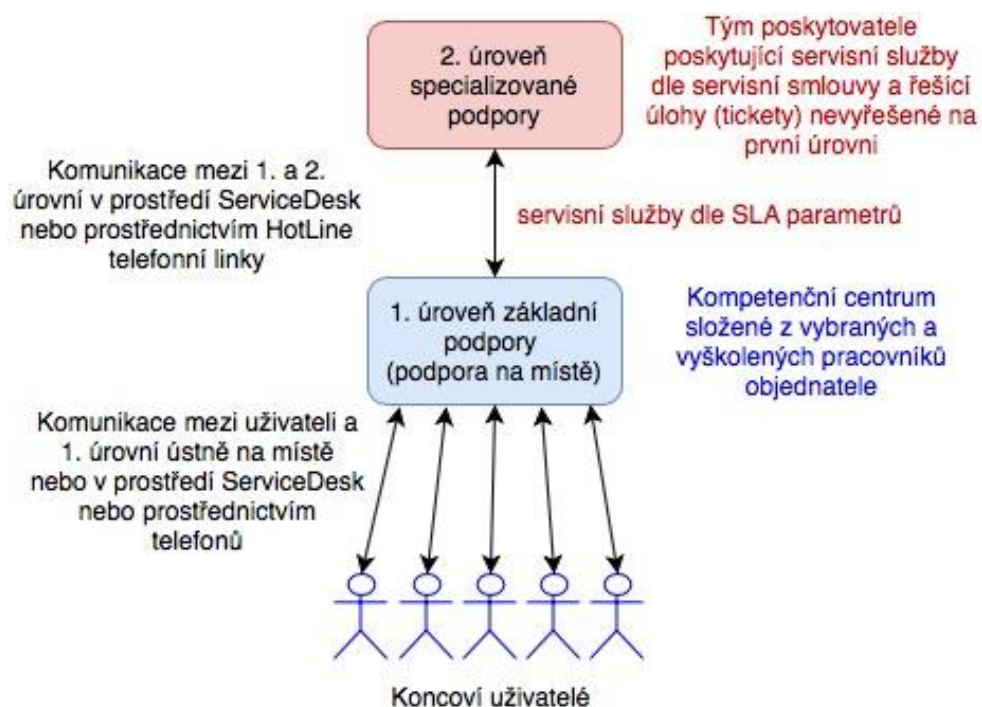 2. úroveň
specializované
podpory
Tým poskytovatele
poskytující servisní služby
dle servisní smlouvy a řešící
úlohy (tickety) nevyřešené na
první úrovni
Komunikace mezi 1. a 2.
úrovní v prostředí ServiceDesk
nebo prostřednictvím HotLine
telefonní linky
servisní služby dle SLA parametrů
1. úroveň základní
podpory
(podpora na místě)
Kompetenční centrum
složené z vybraných a
vyškolených pracovníků
objednatele
Komunikace mezi uživateli a
1. úrovní ústně na místě
nebo v prostředí ServiceDesk
nebo prostřednictvím
telefonů
Koncoví uživatelé